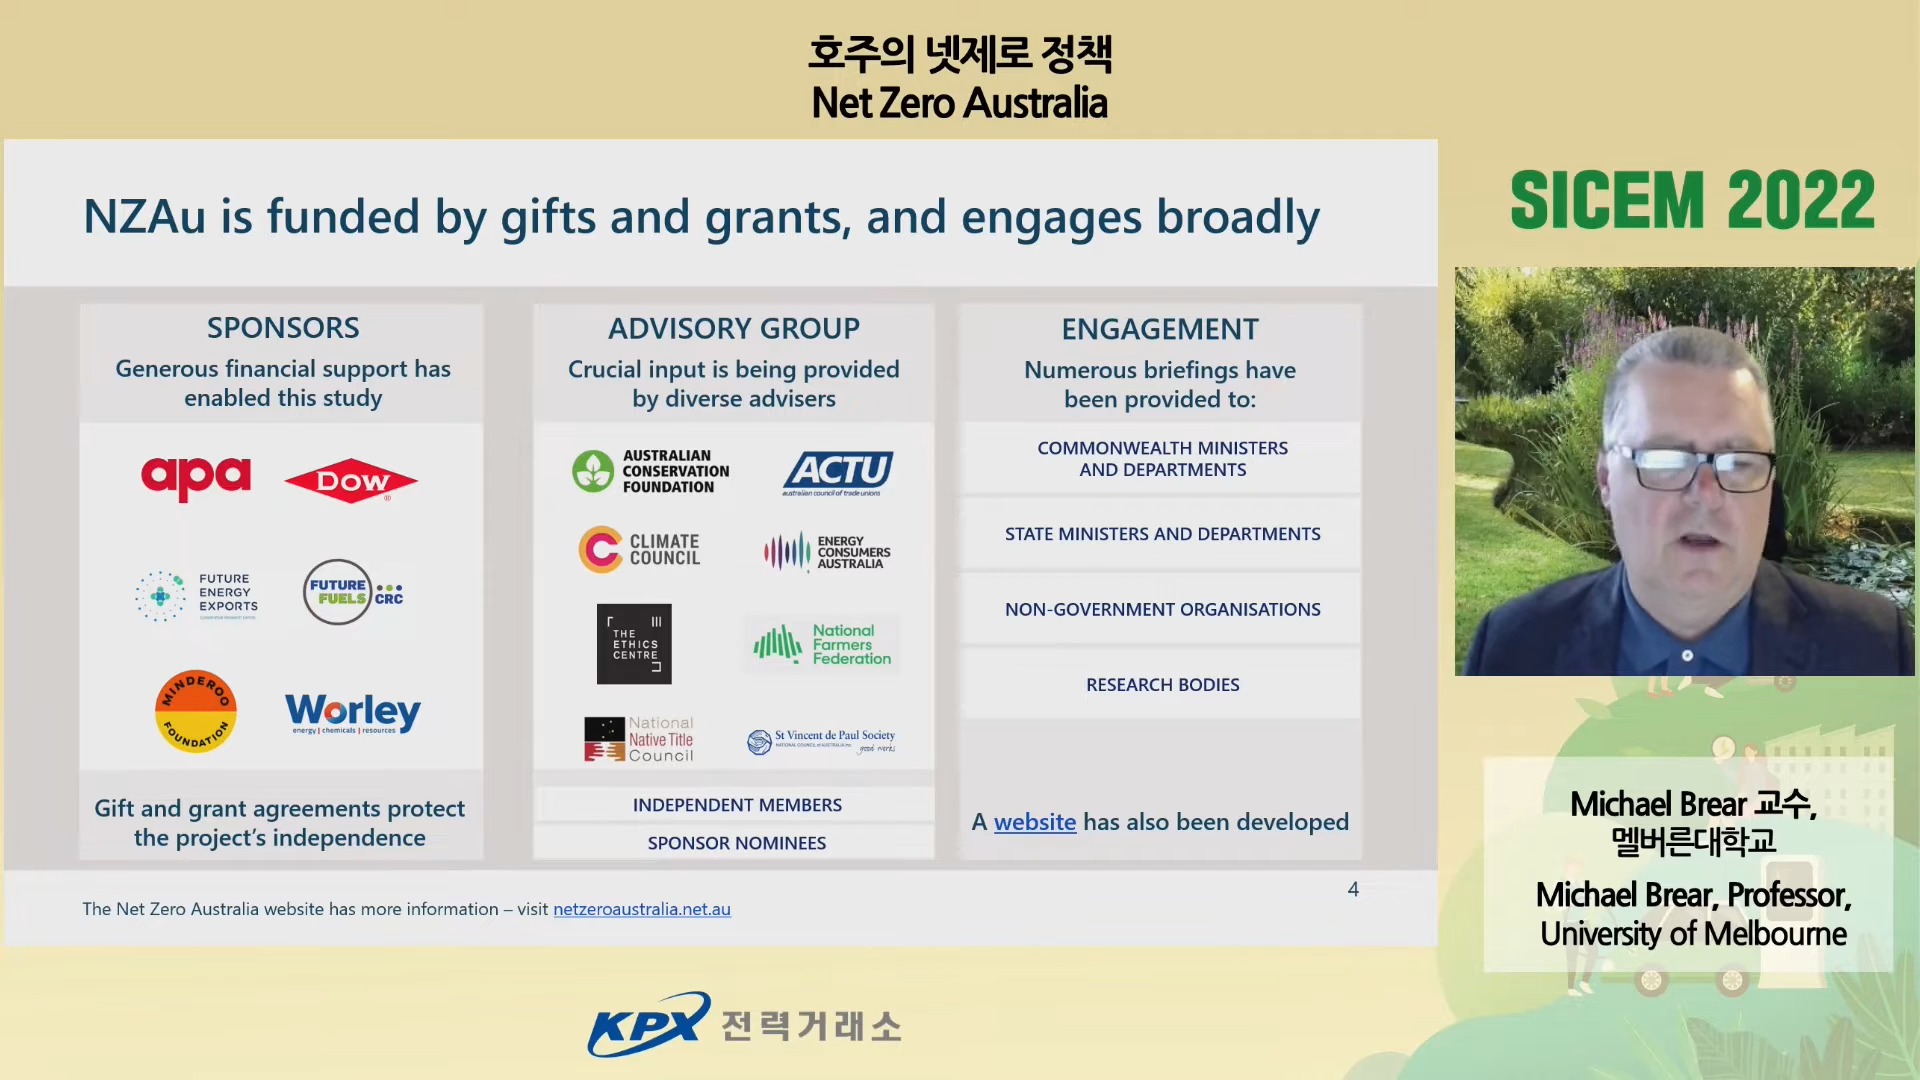 호주의 넷제로 정책
Net Zero Australia
SICEM 2022
NZAu is funded by gifts and grants, and engages broadly
SPONSORS
Generous financial support has
enabled this study
apa
DOW
FUTURE
ENERGY
EXPORTS
FUTURE
FUELS CRC
MINDEROO
FOUNDATION
Worley
energy | chemicals | resources
Gift and grant agreements protect
the project's independence
ADVISORY GROUP
Crucial input is being provided
by diverse advisers
AUSTRALIAN
CONSERVATION
FOUNDATION
ACTU
australian council of trade unions
CLIMATE
COUNCIL
ENERGY
CONSUMERS
AUSTRALIA
THE
ETHICS
CENTRE
National
Farmers
Federation
National
Native Title
Council
St Vincent de Paul Society
NATIONAL COUNCIL of AUSTRALIA Inc.
good works
INDEPENDENT MEMBERS
SPONSOR NOMINEES
ENGAGEMENT
Numerous briefings have
been provided to:
COMMONWEALTH MINISTERS
AND DEPARTMENTS
STATE MINISTERS AND DEPARTMENTS
NON-GOVERNMENT ORGANISATIONS
RESEARCH BODIES
A website has also been developed
4
The Net Zero Australia website has more information – visit netzeroaustralia.net.au
Michael Brear 교수,
멜버른대학교
Michael Brear, Professor,
University of Melbourne
KPX 전력거래소